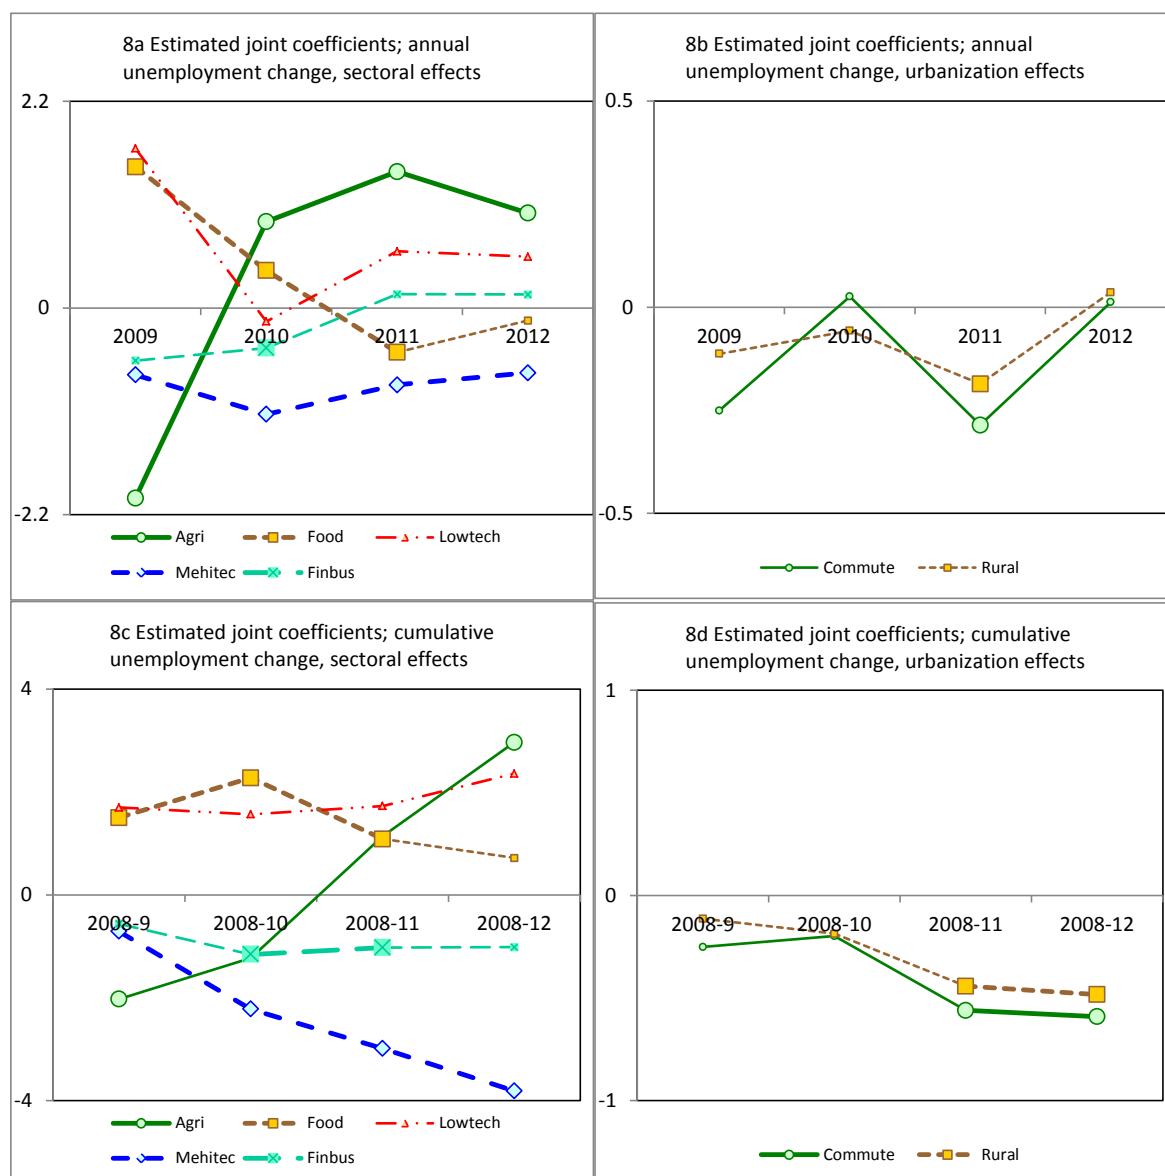 8a Estimated joint coefficients; annual
unemployment change, sectoral effects
2.2
0
2009 2010 2011 2012
-2.2
Agri Food Lowtech
Mehitec Finbus
8b Estimated joint coefficients; annual
unemployment change, urbanization effects
0.5
0
2009 2010 2011 2012
-0.5
Commute Rural
8c Estimated joint coefficients; cumulative
unemployment change, sectoral effects
4
0
2008-9 2008-10 2008-11 2008-12
-4
Agri Food Lowtech
Mehitec Finbus
8d Estimated joint coefficients; cumulative
unemployment change, urbanization effects
1
0
2008-9 2008-10 2008-11 2008-12
-1
Commute Rural